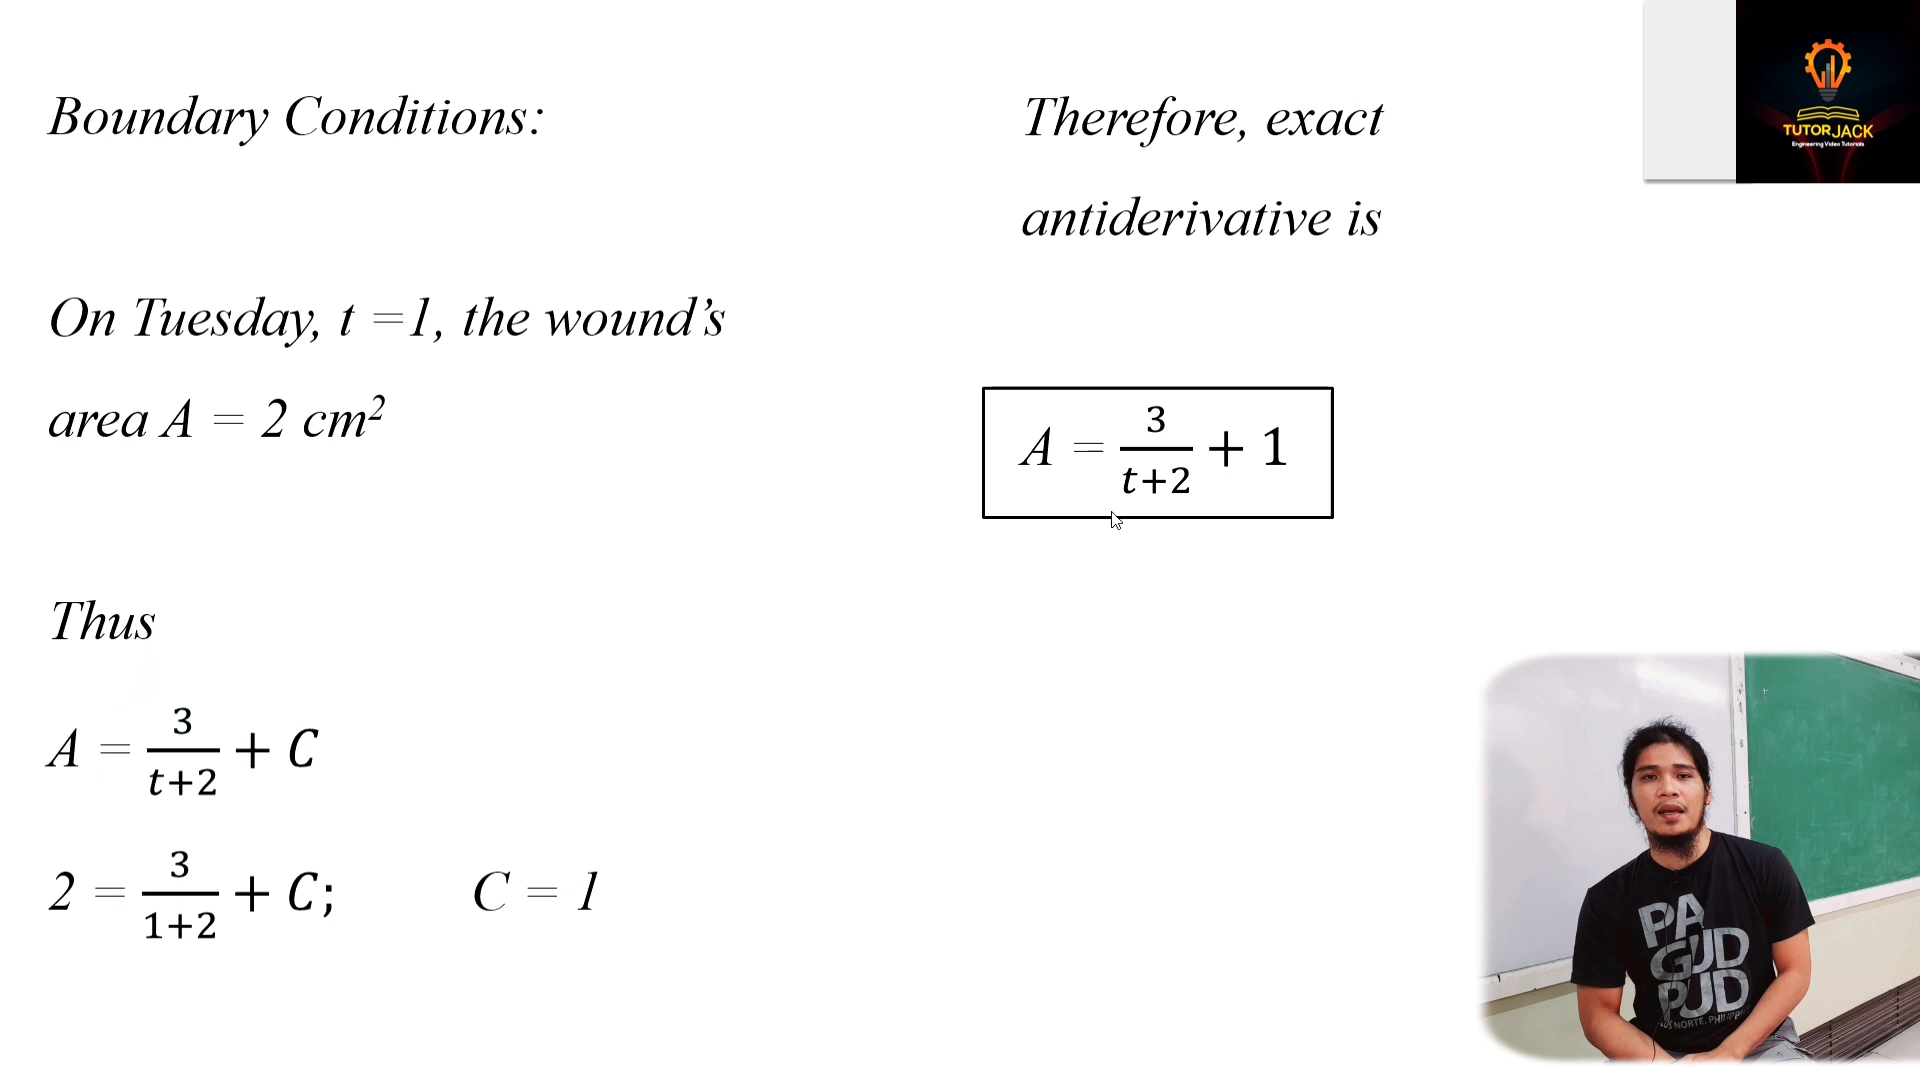 Boundary Conditions:
On Tuesday, t =1, the wound’s
area A = 2 cm²
Thus
A = 3/(t+2) + C
2 = 3/(1+2) + C;
C = 1
Therefore, exact
antiderivative is
A = 3/(t+2) + 1
TUTORJACK
Engineering Video Tutorials
PA
GUD
PUD
NORTE,